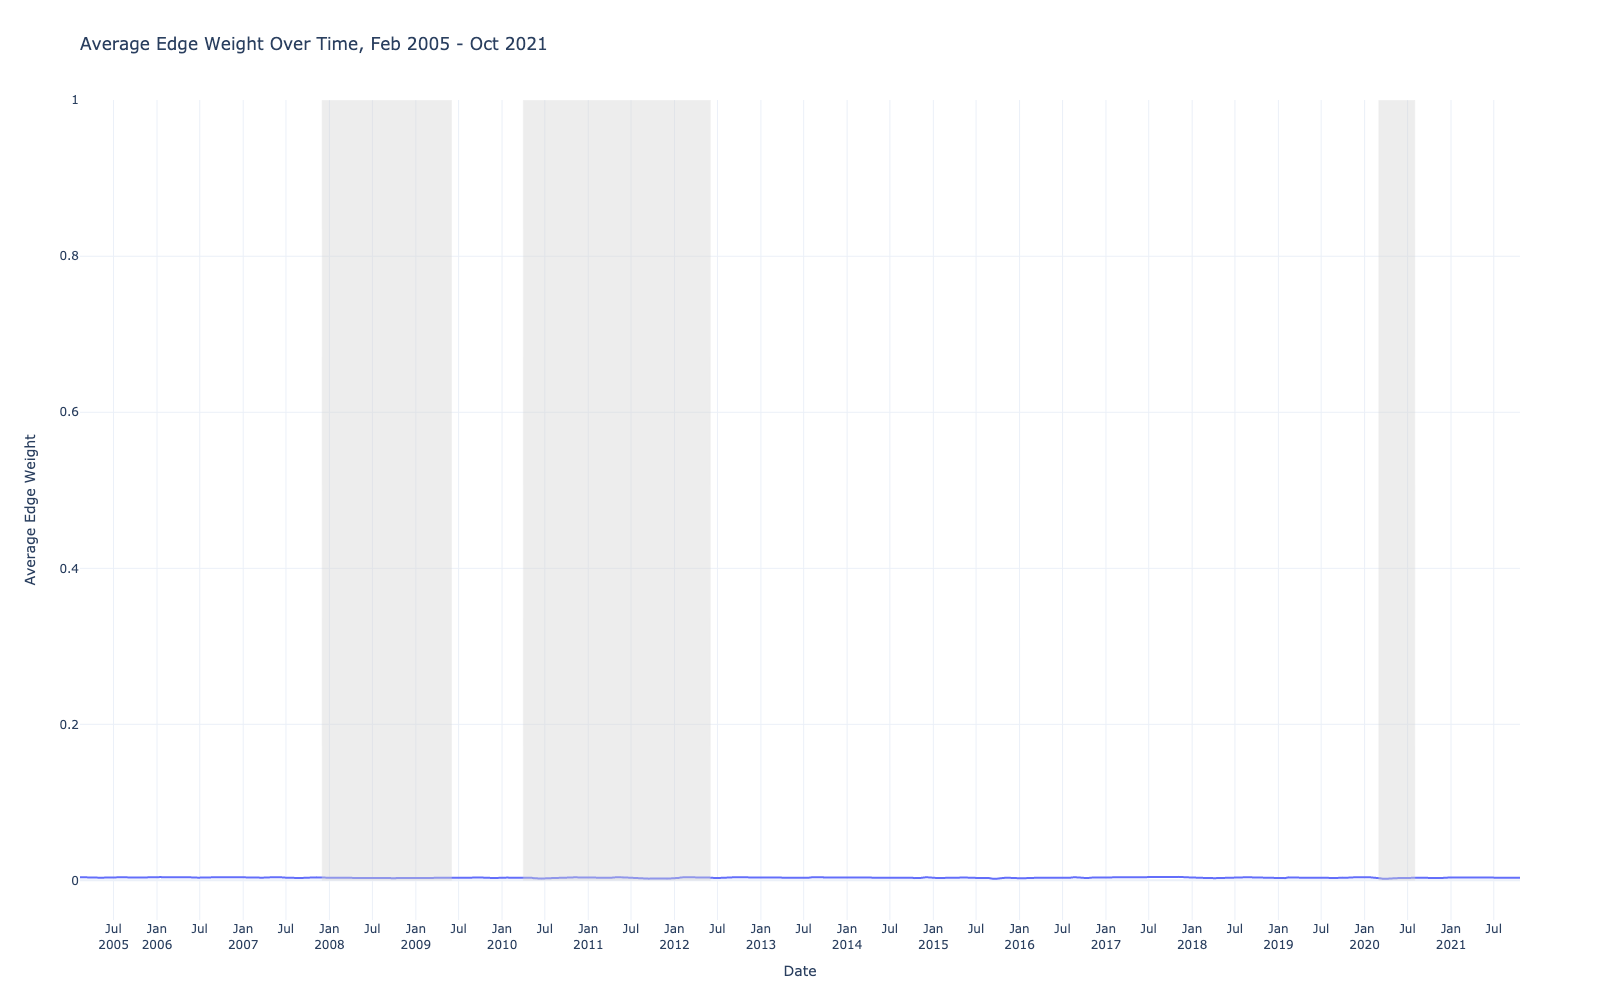 Average Edge Weight Over Time, Feb 2005 - Oct 2021
1
0.8
0.6
0.4
0.2
0
Average Edge Weight
Jul Jan Jul Jan Jul Jan Jul Jan Jul Jan Jul Jan Jul Jan Jul Jan Jul Jan Jul Jan Jul Jan Jul Jan Jul Jan Jul Jan Jul Jan Jul Jan Jul
2005 2006 2007 2008 2009 2010 2011 2012 2013 2014 2015 2016 2017 2018 2019 2020 2021
Date